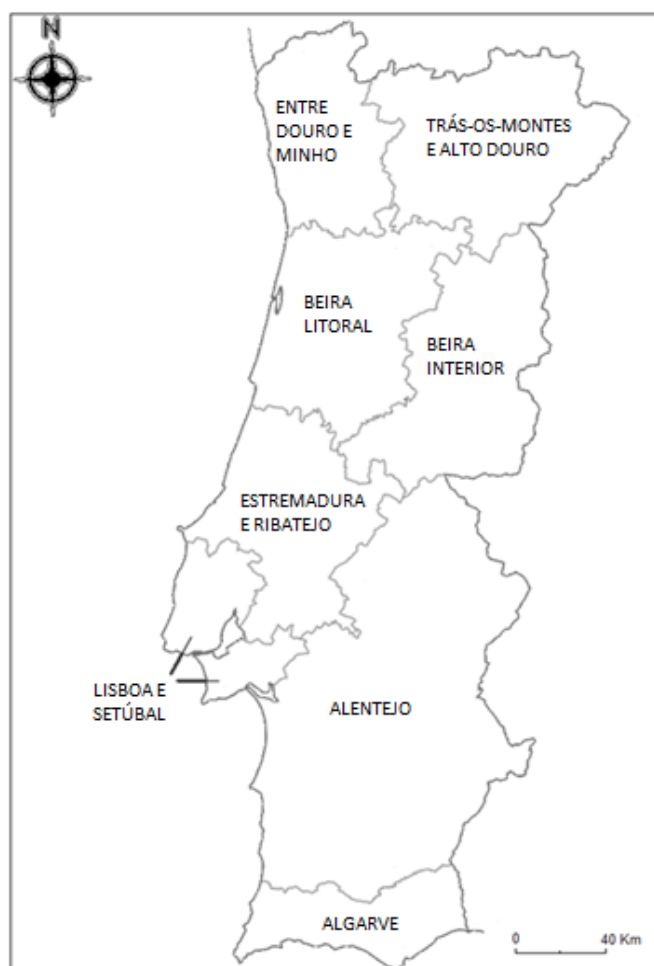 N
ENTRE
DOURO E
MINHO
TRÁS-OS-MONTES
E ALTO DOURO
BEIRA
LITORAL
BEIRA
INTERIOR
ESTREMADURA
E RIBATEJO
LISBOA E
SETÚBAL
ALENTEJO
ALGARVE
0 40 Km